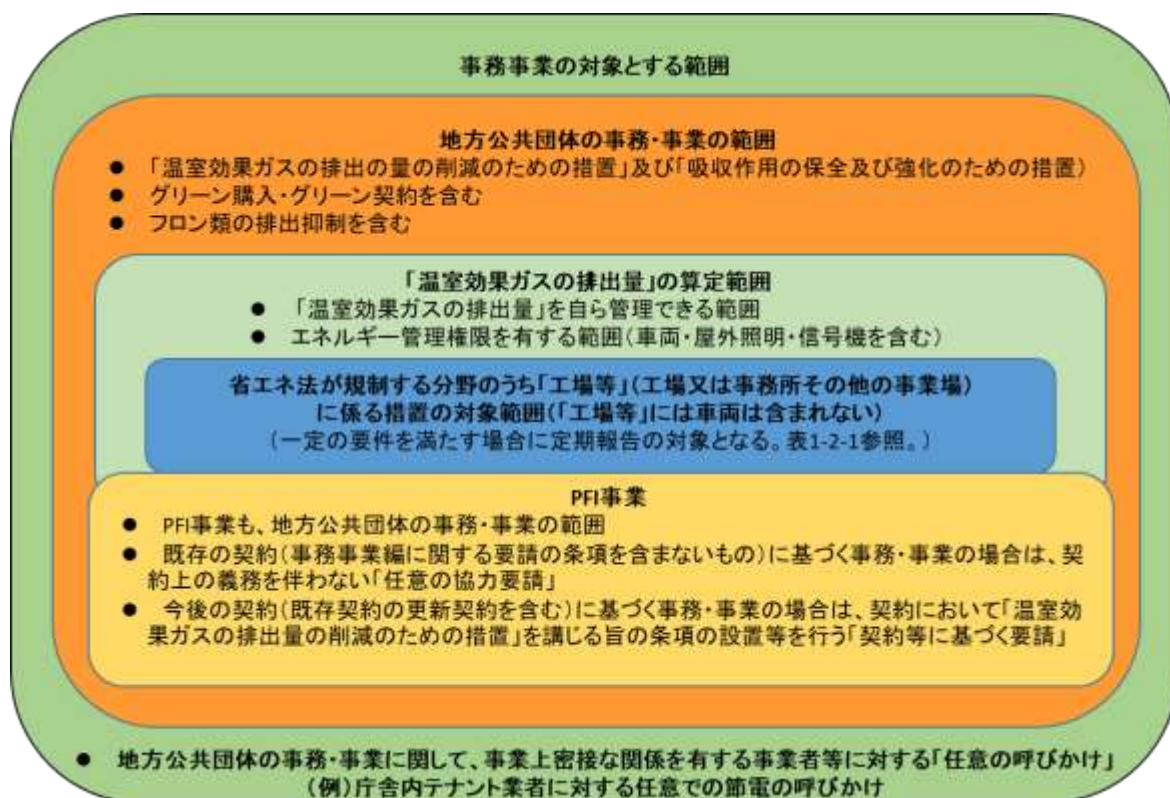 事務事業の対象とする範囲
地方公共団体の事務・事業の範囲
● 「温室効果ガスの排出の量の削減のための措置」及び「吸収作用の保全及び強化のための措置）
● グリーン購入・グリーン契約を含む
● フロン類の排出抑制を含む
「温室効果ガスの排出量」の算定範囲
● 「温室効果ガスの排出量」を自ら管理できる範囲
● エネルギー管理権限を有する範囲（車両・屋外照明・信号機を含む）
省エネ法が規制する分野のうち「工場等」（工場又は事務所その他の事業場）
に係る措置の対象範囲（「工場等」には車両は含まれない）
（一定の要件を満たす場合に定期報告の対象となる。表1-2-1参照。）
PFI事業
● PFI事業も、地方公共団体の事務・事業の範囲
● 既存の契約（事務事業編に関する要請の条項を含まないもの）に基づく事務・事業の場合は、契
約上の義務を伴わない「任意の協力要請」
● 今後の契約（既存契約の更新契約を含む）に基づく事務・事業の場合は、契約において「温室効
果ガスの排出量の削減のための措置」を講じる旨の条項の設置等を行う「契約等に基づく要請」
● 地方公共団体の事務・事業に関して、事業上密接な関係を有する事業者等に対する「任意の呼びかけ」
（例）庁舎内テナント業者に対する任意での節電の呼びかけ